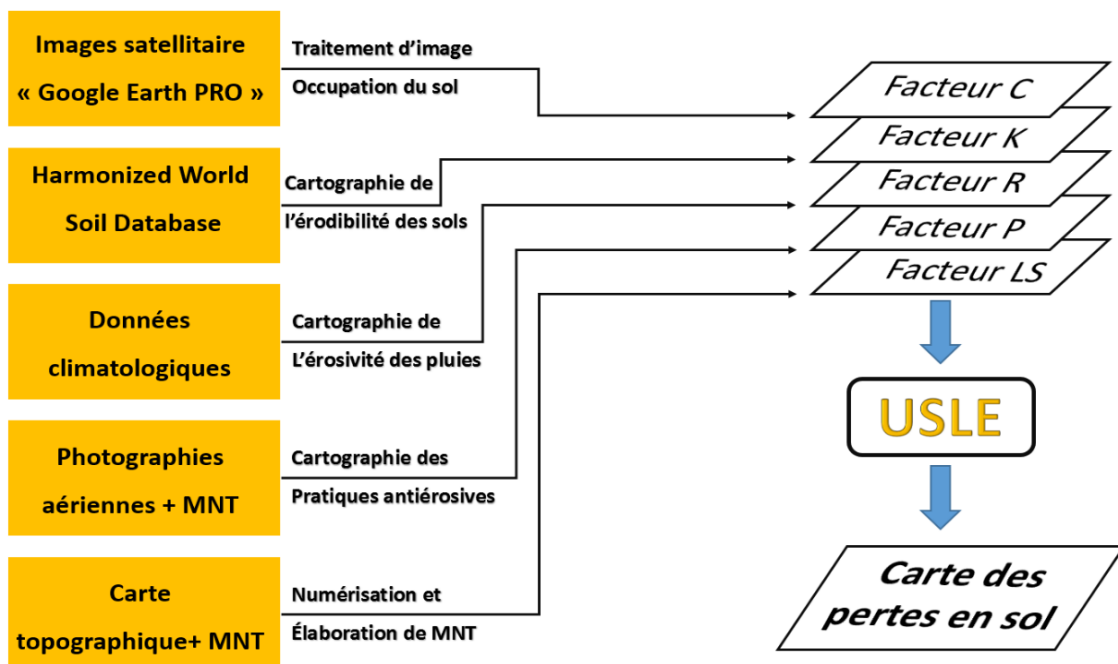 Images satellitaire
« Google Earth PRO »
Traitement d’image
Occupation du sol
Harmonized World
Soil Database
Cartographie de
l’érodibilité des sols
Données
climatologiques
Cartographie de
L’érosivité des pluies
Photographies
aériennes + MNT
Cartographie des
Pratiques antiérosives
Carte
topographique+ MNT
Numérisation et
Élaboration de MNT
Facteur C
Facteur K
Facteur R
Facteur P
Facteur LS
USLE
Carte des
pertes en sol